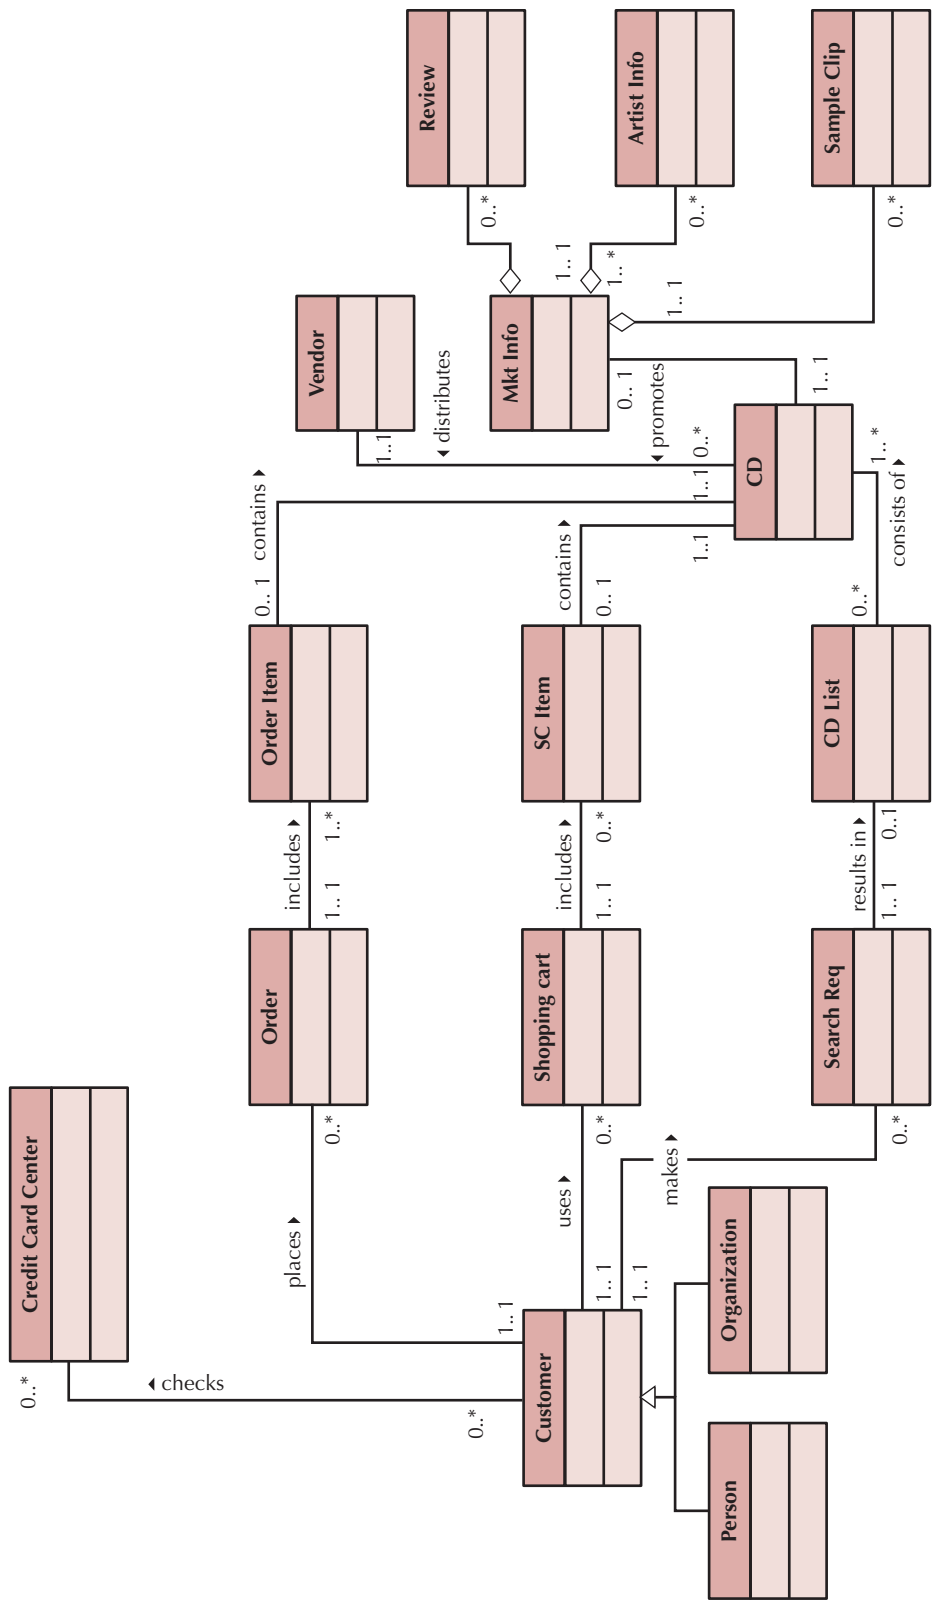 Credit Card Center
0..*
◀ checks
Order
Order Item
0.. 1
contains ▶
places ▶
includes ▶
Vendor
0..*
1.. 1
1..*
1..1
Review
◀ distributes
0..*
0..*
1.. 1
Mkt Info
Customer
Shopping cart
SC Item
uses ▶
includes ▶
contains ▶
1.. 1
1.. 1
0..*
1.. 1
0..*
0.. 1
1..*
0.. 1
Artist Info
1.. 1
◀ promotes
makes ▶
1.. 1
1..1
1..1
0..*
0..*
Person
Organization
CD
1.. 1
Search Req
CD List
Sample Clip
results in ▶
0..*
1..*
0..*
1.. 1
0..1
consists of ▶
0..*